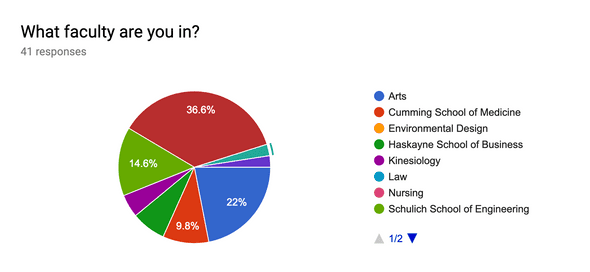 What faculty are you in?
41 responses
36.6%
14.6%
9.8%
22%
Arts
Cumming School of Medicine
Environmental Design
Haskayne School of Business
Kinesiology
Law
Nursing
Schulich School of Engineering
1/2